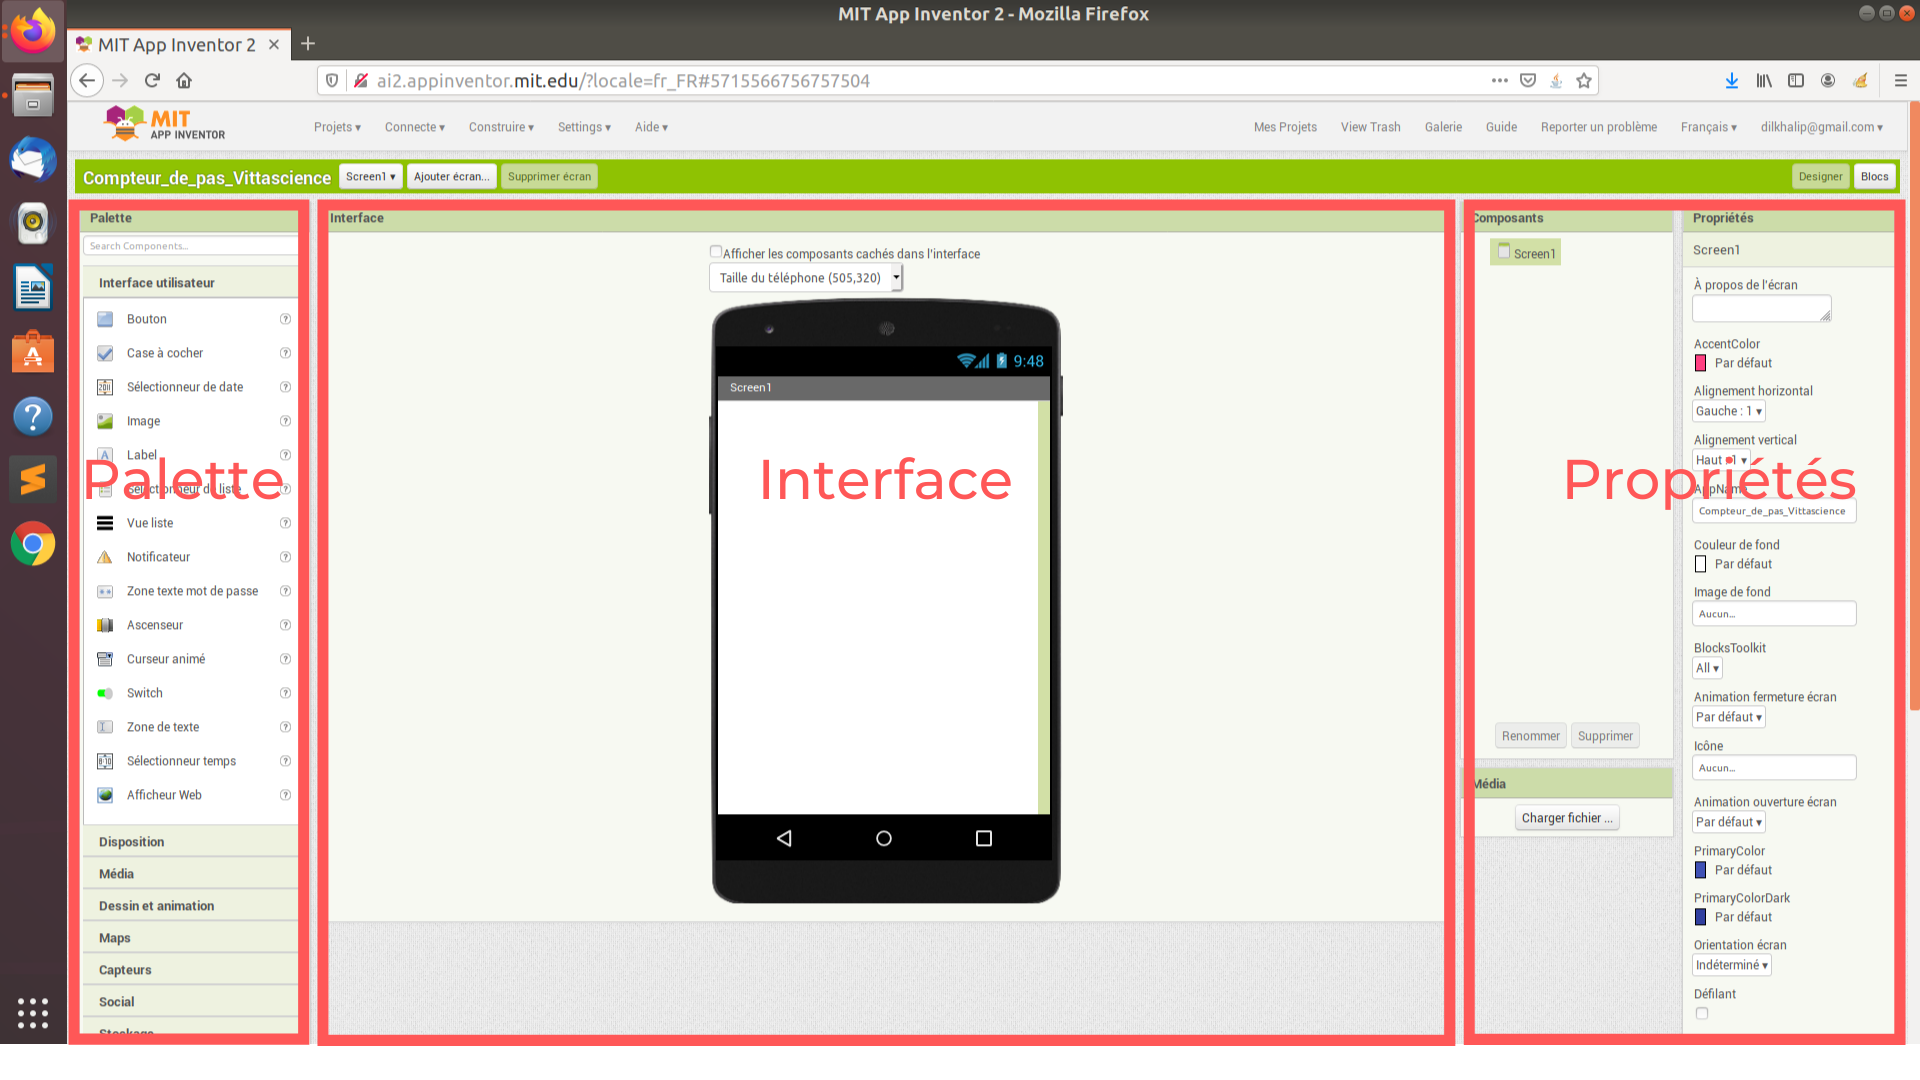 MIT App Inventor 2 - Mozilla Firefox
MIT App Inventor 2
ai2.appinventor.mit.edu/?locale=fr_FR#5715566756757504
MIT
APP INVENTOR
Projets
Connecte
Construire
Settings
Aide
Mes Projets
View Trash
Galerie
Guide
Reporter un problème
Français
dilkhalip@gmail.com
Compteur_de_pas_Vittascience
Screen1
Ajouter écran...
Supprimer écran
Designer
Blocs
Palette
Search Components...
Interface utilisateur
Bouton
Case à cocher
Sélectionneur de date
Image
Label
Sélectionneur de liste
Palette
Vue liste
Notificateur
Zone texte mot de passe
Ascenseur
Curseur animé
Switch
Zone de texte
Sélectionneur temps
Afficheur Web
Disposition
Média
Dessin et animation
Maps
Capteurs
Social
Stockage
Interface
Afficher les composants cachés dans l'interface
Taille du téléphone (505,320)
9:48
Screen1
Interface
Composants
Screen1
Renommer
Supprimer
Média
Charger fichier ...
Propriétés
Screen1
À propos de l'écran
AccentColor
Par défaut
Alignement horizontal
Gauche : 1
Alignement vertical
Haut : 1
Propriétés
AppName
Compteur_de_pas_Vittascience
Couleur de fond
Par défaut
Image de fond
Aucun...
BlocksToolkit
All
Animation fermeture écran
Par défaut
Icône
Aucun...
Animation ouverture écran
Par défaut
PrimaryColor
Par défaut
PrimaryColorDark
Par défaut
Orientation écran
Indéterminé
Défilant